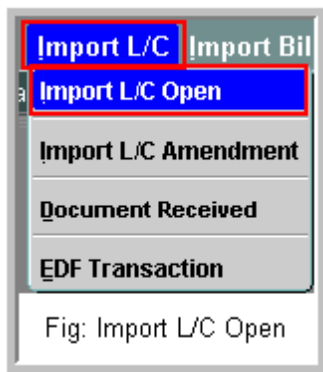 Import L/C Import Bil
Import L/C Open
Import L/C Amendment
Document Received
EDF Transaction
Fig: Import L/C Open